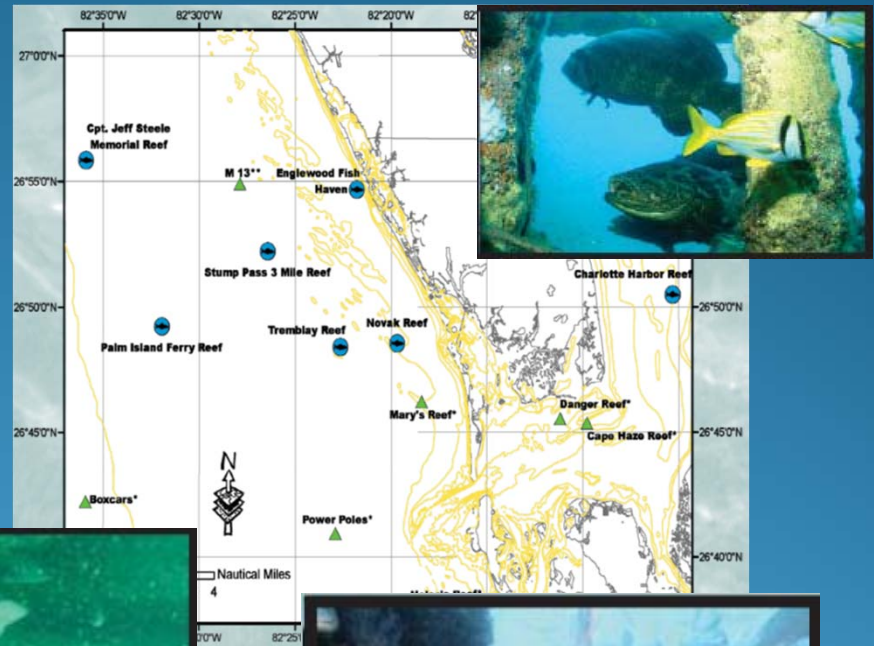 82°35'0"W
82°30'0"W
82°25'0"W
82°20'0"W
27°0'0"N
Cpt. Jeff Steele
Memorial Reef
26°55'0"N
M 13**
Englewood Fish
Haven
Stump Pass 3 Mile Reef
Charlotte Harbor Reef
26°50'0"N
26°50'0"N
Palm Island Ferry Reef
Tremblay Reef
Novak Reef
Mary's Reef*
Danger Reef*
Cape Haze Reef*
26°45'0"N
26°45'0"N
N
Boxcars*
Power Poles*
26°40'0"N
Nautical Miles
4